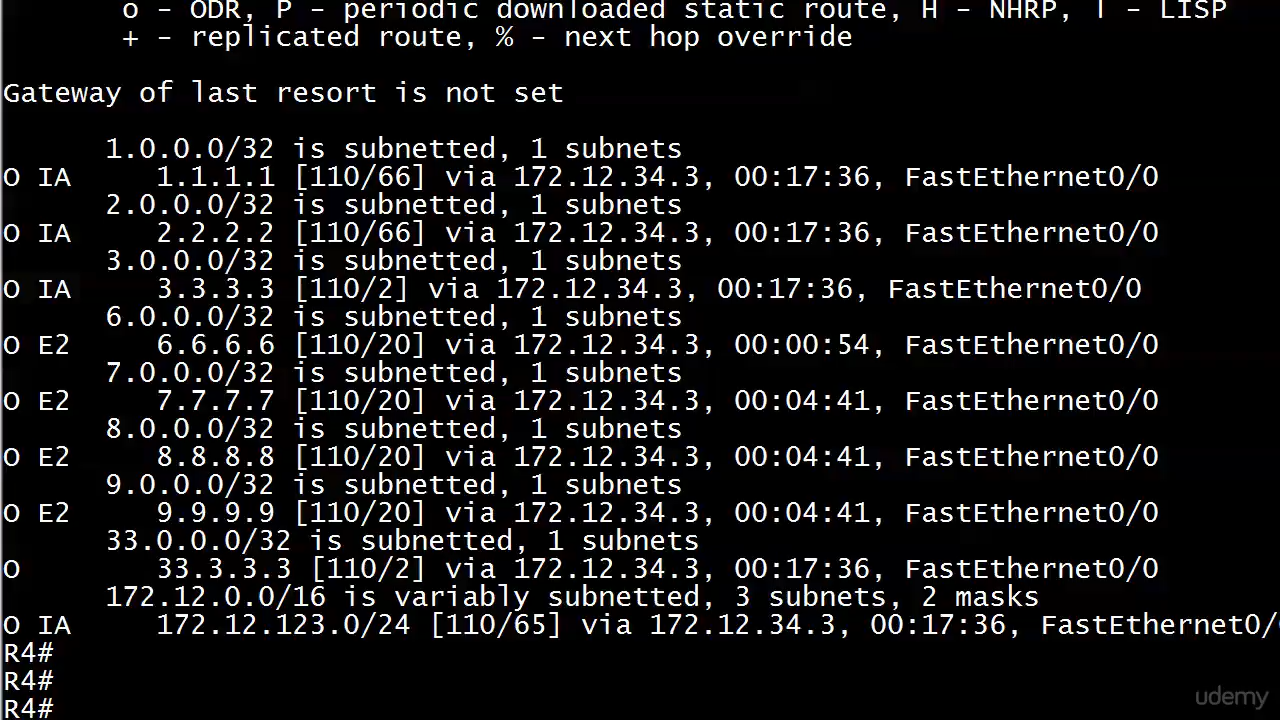 o - ODR, P - periodic downloaded static route, H - NHRP, l - LISP
+ - replicated route, % - next hop override
Gateway of last resort is not set
1.0.0.0/32 is subnetted, 1 subnets
O IA 1.1.1.1 [110/66] via 172.12.34.3, 00:17:36, FastEthernet0/0
2.0.0.0/32 is subnetted, 1 subnets
O IA 2.2.2.2 [110/66] via 172.12.34.3, 00:17:36, FastEthernet0/0
3.0.0.0/32 is subnetted, 1 subnets
O IA 3.3.3.3 [110/2] via 172.12.34.3, 00:17:36, FastEthernet0/0
6.0.0.0/32 is subnetted, 1 subnets
O E2 6.6.6.6 [110/20] via 172.12.34.3, 00:00:54, FastEthernet0/0
7.0.0.0/32 is subnetted, 1 subnets
O E2 7.7.7.7 [110/20] via 172.12.34.3, 00:04:41, FastEthernet0/0
8.0.0.0/32 is subnetted, 1 subnets
O E2 8.8.8.8 [110/20] via 172.12.34.3, 00:04:41, FastEthernet0/0
9.0.0.0/32 is subnetted, 1 subnets
O E2 9.9.9.9 [110/20] via 172.12.34.3, 00:04:41, FastEthernet0/0
33.0.0.0/32 is subnetted, 1 subnets
O 33.3.3.3 [110/2] via 172.12.34.3, 00:17:36, FastEthernet0/0
172.12.0.0/16 is variably subnetted, 3 subnets, 2 masks
O IA 172.12.123.0/24 [110/65] via 172.12.34.3, 00:17:36, FastEthernet0/
R4#
R4#
R4#
udemy